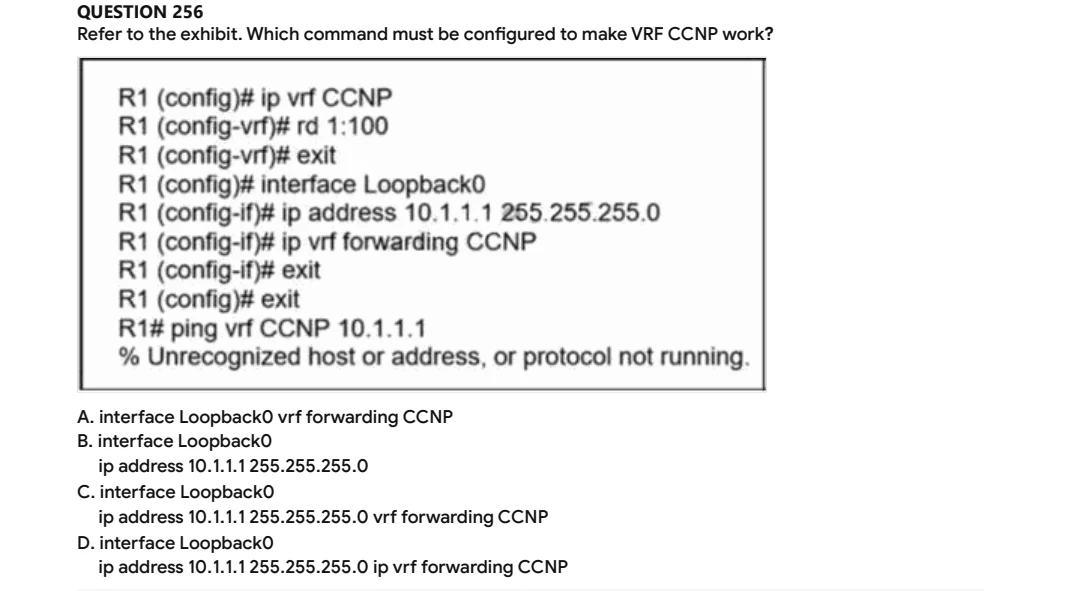 QUESTION 256
Refer to the exhibit. Which command must be configured to make VRF CCNP work?
R1 (config)# ip vrf CCNP
R1 (config-vrf)# rd 1:100
R1 (config-vrf)# exit
R1 (config)# interface Loopback0
R1 (config-if)# ip address 10.1.1.1 255.255.255.0
R1 (config-if)# ip vrf forwarding CCNP
R1 (config-if)# exit
R1 (config)# exit
R1# ping vrf CCNP 10.1.1.1
% Unrecognized host or address, or protocol not running.
A. interface Loopback0 vrf forwarding CCNP
B. interface Loopback0
ip address 10.1.1.1 255.255.255.0
C. interface Loopback0
ip address 10.1.1.1 255.255.255.0 vrf forwarding CCNP
D. interface Loopback0
ip address 10.1.1.1 255.255.255.0 ip vrf forwarding CCNP